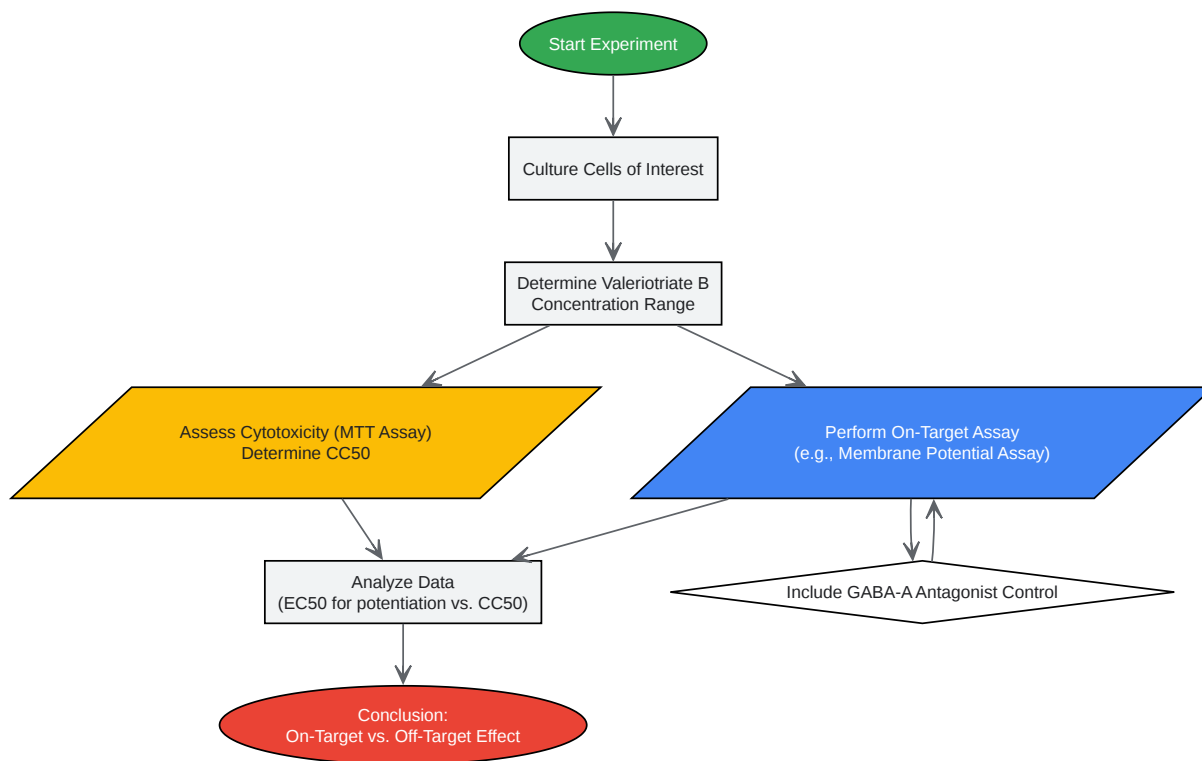 Start Experiment
Culture Cells of Interest
Determine Valeriotriate B
Concentration Range
Assess Cytotoxicity (MTT Assay)
Determine CC50
Perform On-Target Assay
(e.g., Membrane Potential Assay)
Analyze Data
(EC50 for potentiation vs. CC50)
Include GABA-A Antagonist Control
Conclusion:
On-Target vs. Off-Target Effect